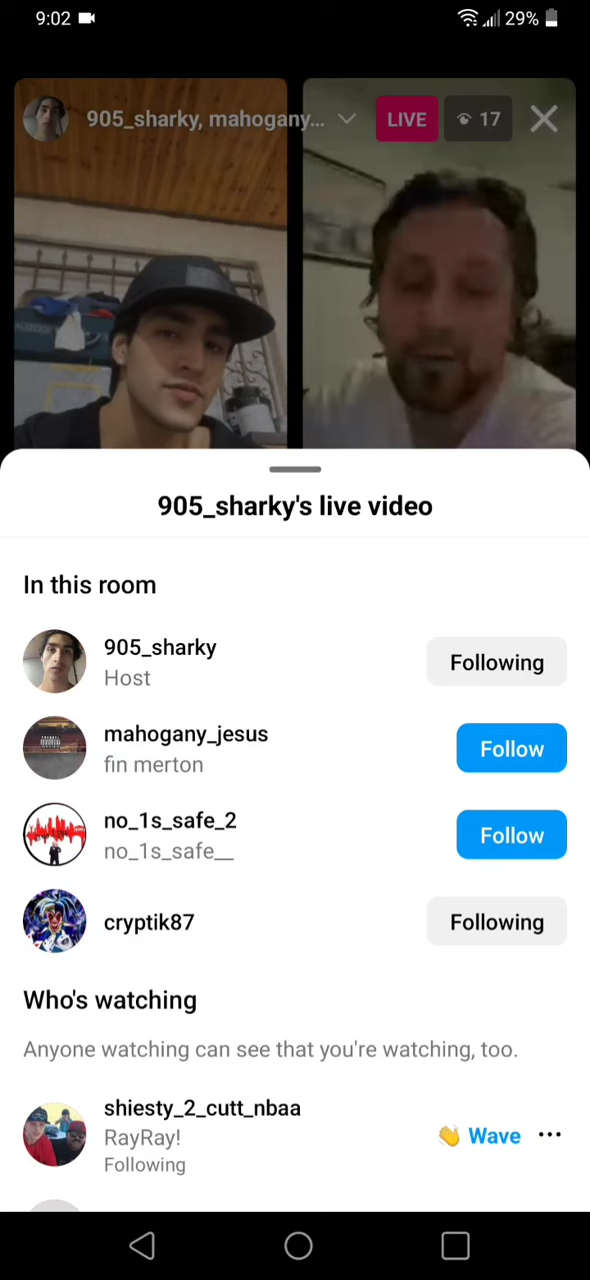 9:02 29%
905_sharky, mahogany... LIVE 17
905_sharky's live video
In this room
905_sharky
Host
Following
mahogany_jesus
fin merton
Follow
no_1s_safe_2
no_1s_safe__
Follow
cryptik87
Following
Who's watching
Anyone watching can see that you're watching, too.
shiesty_2_cutt_nbaa
RayRay!
Following
👋 Wave